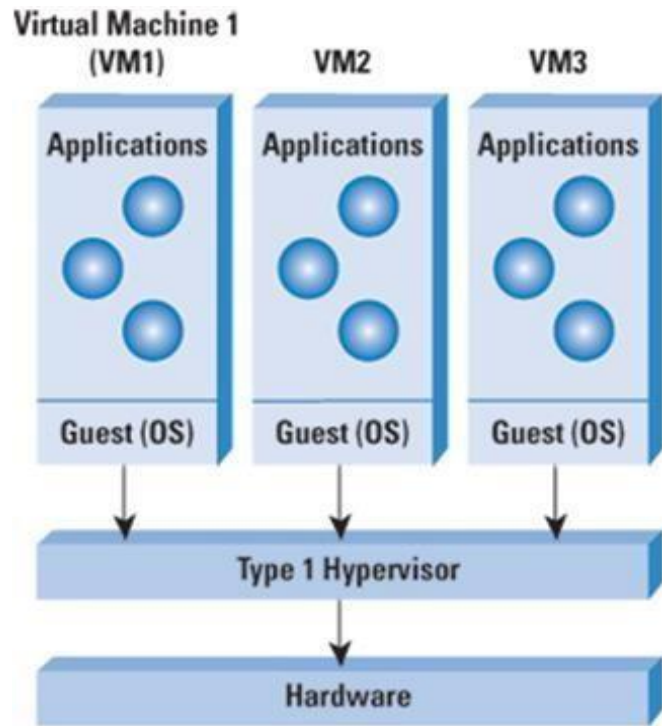 Virtual Machine 1
(VM1)
VM2
VM3
Applications
Applications
Applications
Guest (OS)
Guest (OS)
Guest (OS)
Type 1 Hypervisor
Hardware